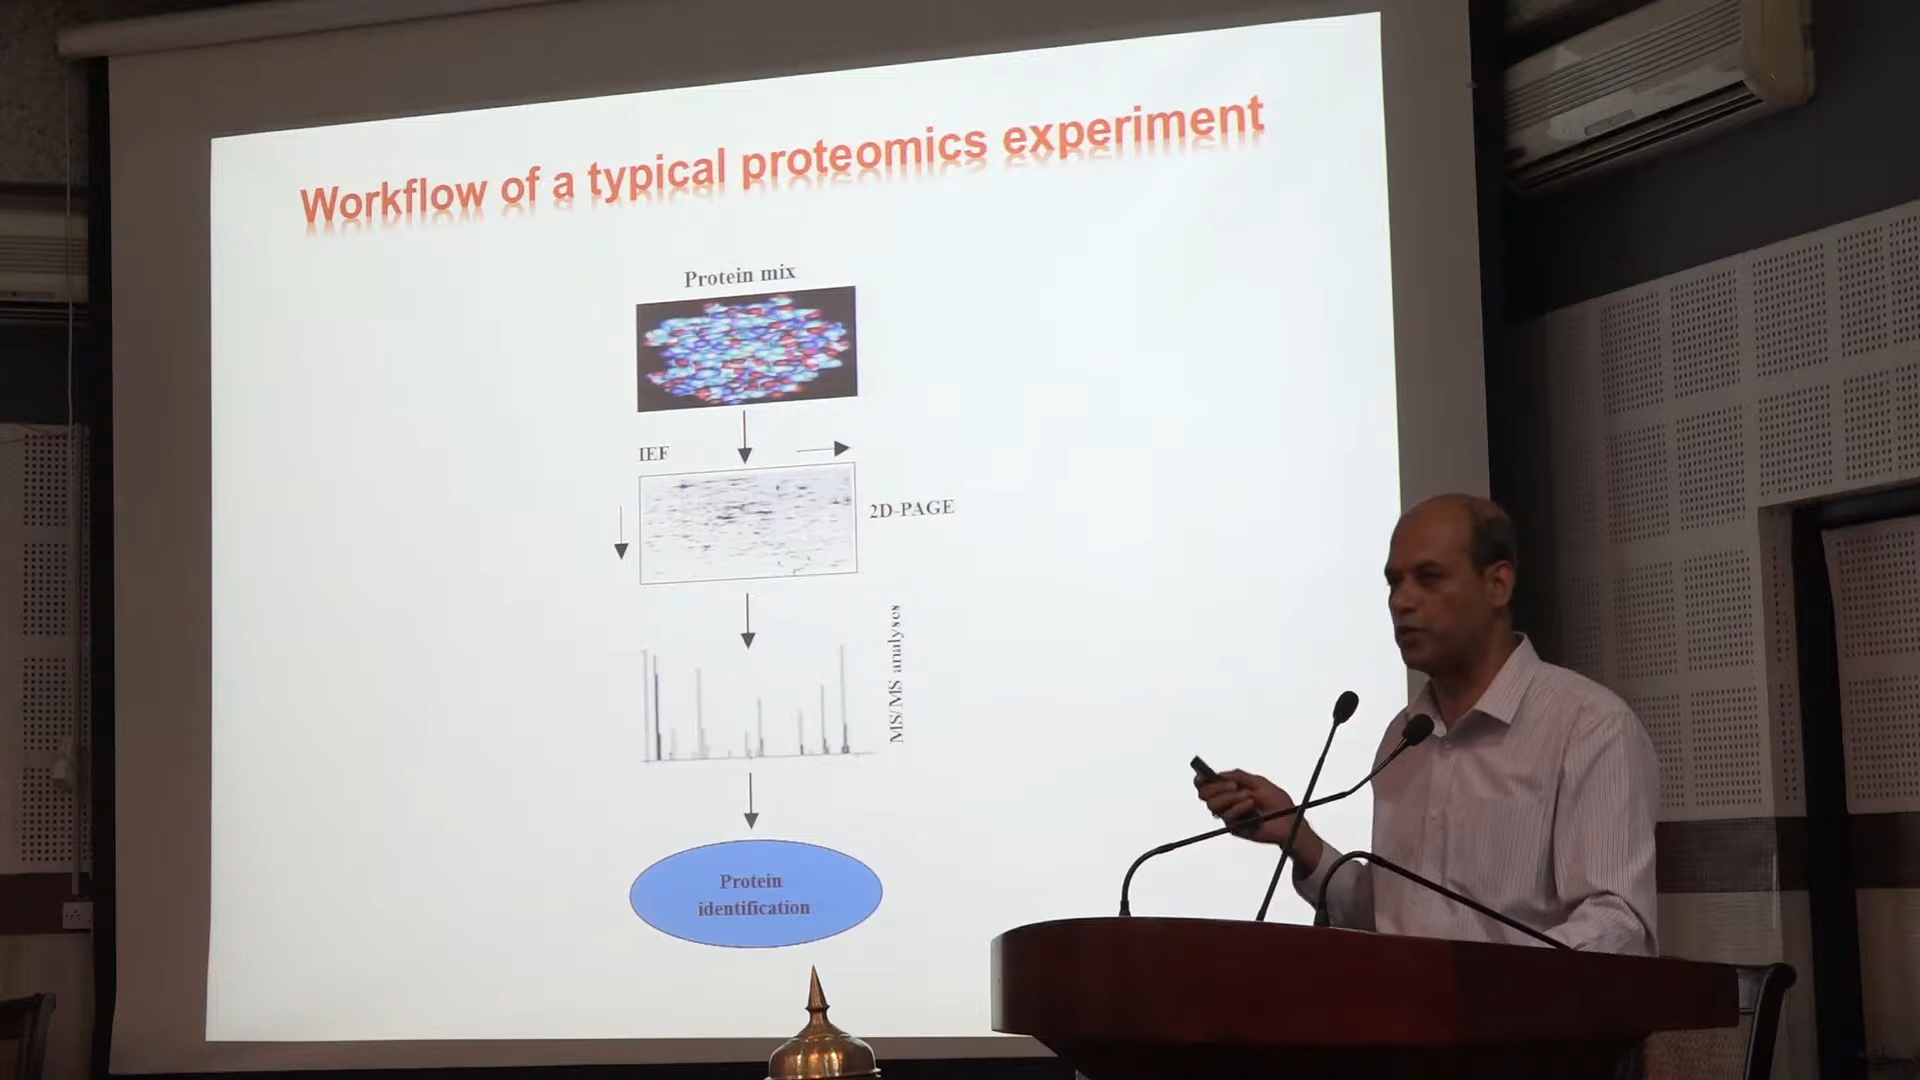 Workflow of a typical proteomics experiment
Protein mix
IEF
2D-PAGE
MS/MS analyses
Protein
identification